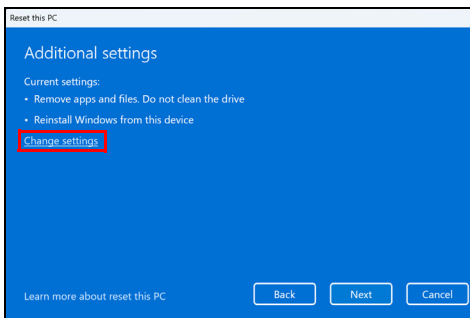 Reset this PC
Additional settings
Current settings:
• Remove apps and files. Do not clean the drive
• Reinstall Windows from this device
Change settings
Learn more about reset this PC
Back
Next
Cancel